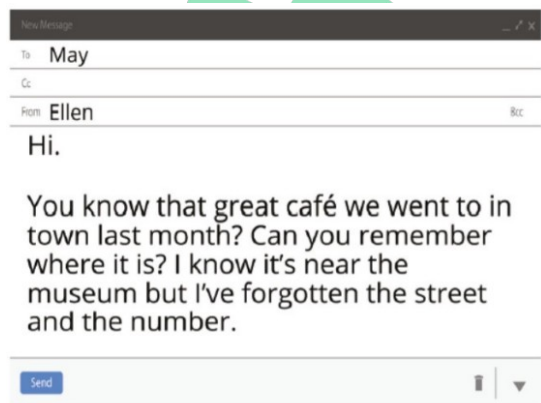 New Message
To May
Cc
From Ellen Bcc
Hi.
You know that great café we went to in
town last month? Can you remember
where it is? I know it's near the
museum but I've forgotten the street
and the number.
Send